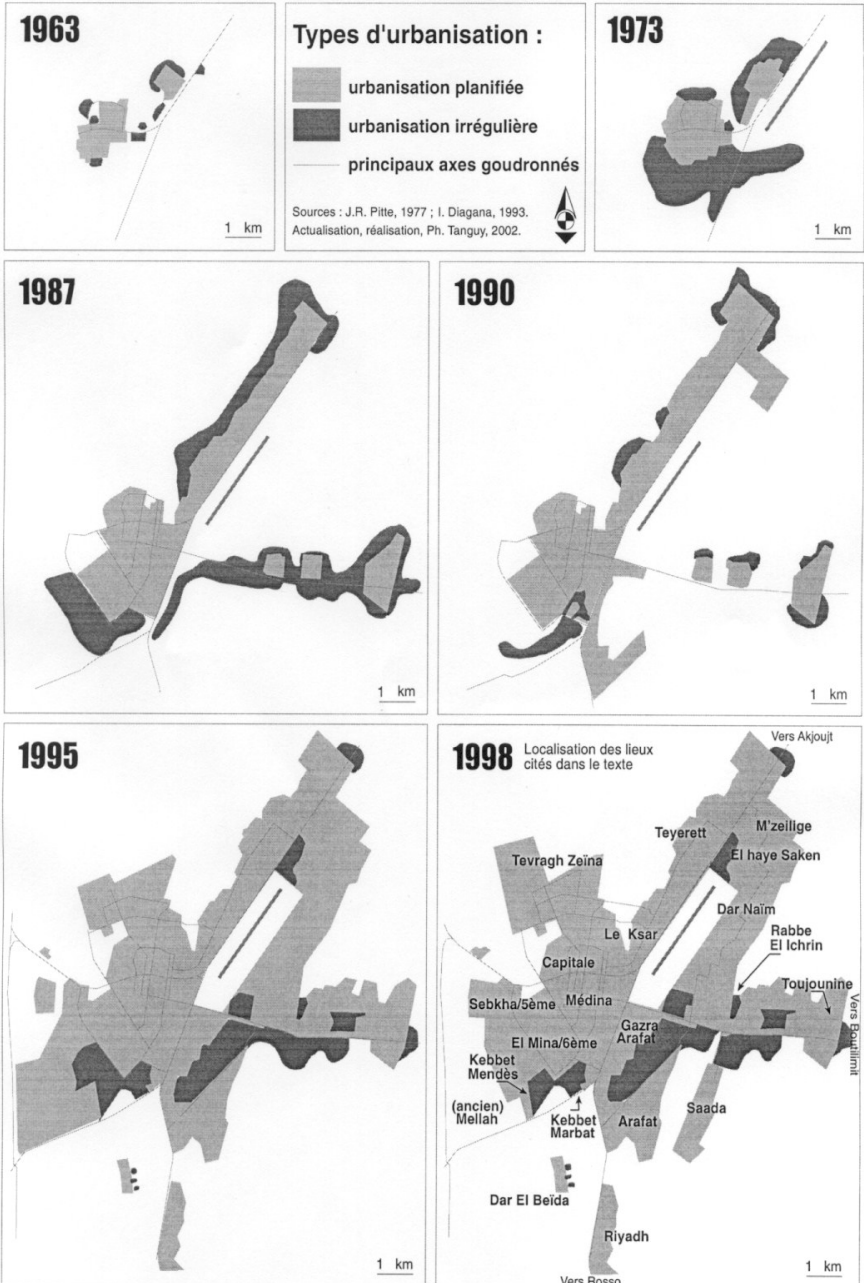 1963
1 km
Types d'urbanisation :
urbanisation planifiée
urbanisation irrégulière
principaux axes goudronnés
Sources : J.R. Pitte, 1977 ; I. Diagana, 1993.
Actualisation, réalisation, Ph. Tanguy, 2002.
1973
1 km
1987
1 km
1990
1 km
1995
1 km
1998
Localisation des lieux
cités dans le texte
Vers Akjoujt
Teyerett
M'zeilige
Tevragh Zeïna
El haye Saken
Dar Naïm
Le Ksar
Rabbe
El Ichrin
Capitale
Toujounine
Sebkha/5ème
Médina
Vers Boutilimit
Gazra
Arafat
El Mina/6ème
Kebbet
Mendès
(ancien)
Mellah
Kebbet
Marbat
Arafat
Saada
Dar El Beïda
Riyadh
Vers Rosso
1 km